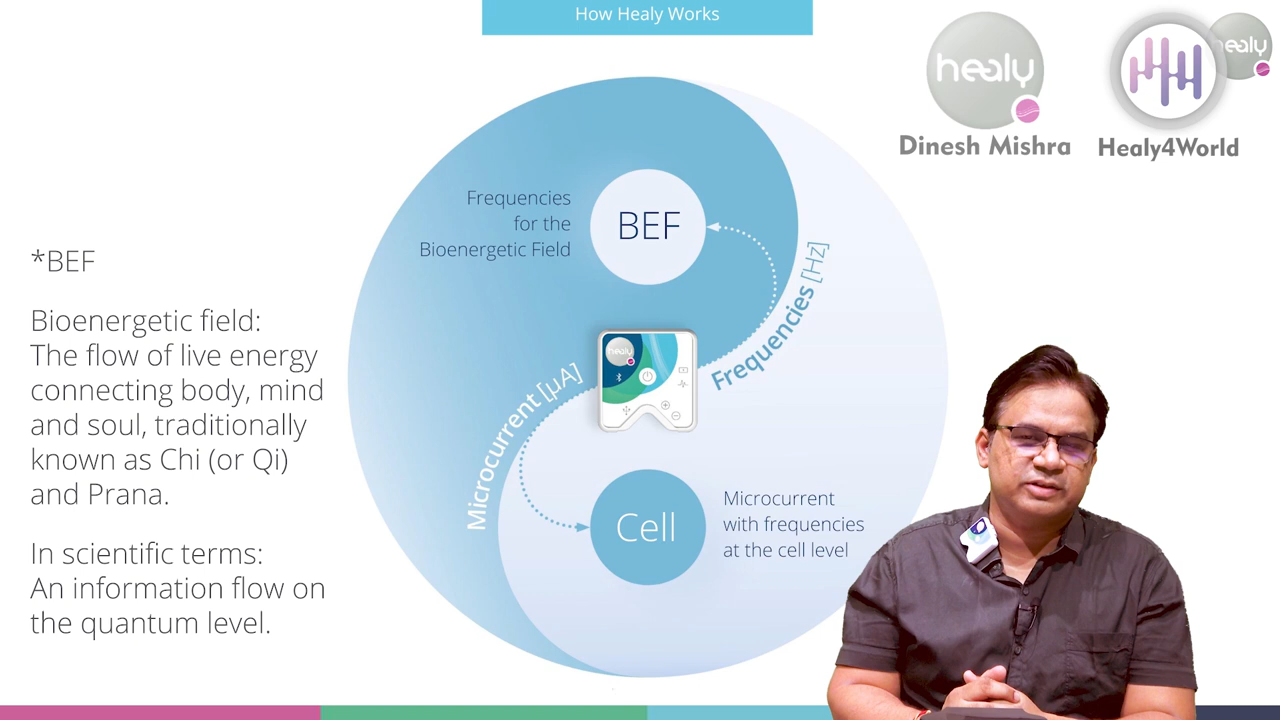 How Healy Works
healy
healy
Dinesh Mishra
Healy4World
Frequencies
for the
Bioenergetic Field
BEF
Frequencies [Hz]
*BEF
Bioenergetic field:
The flow of live energy
connecting body, mind
and soul, traditionally
known as Chi (or Qi)
and Prana.
In scientific terms:
An information flow on
the quantum level.
healy
Microcurrent [µA]
Cell
Microcurrent
with frequencies
at the cell level